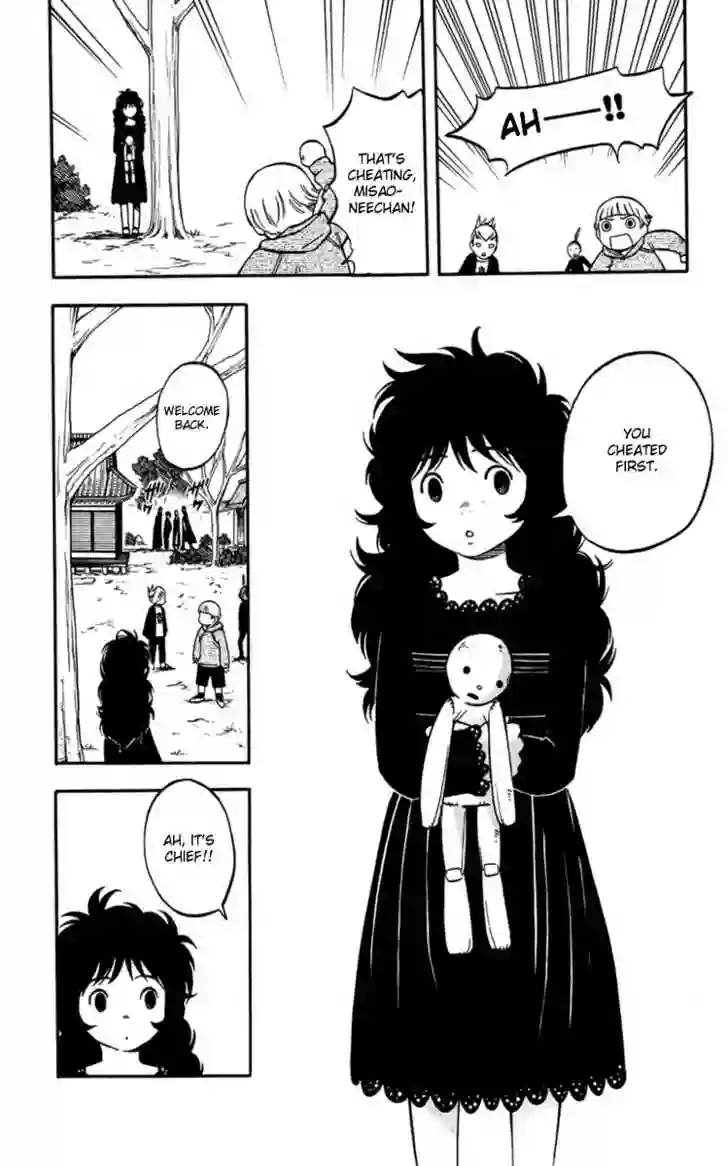 AH—!!
THAT'S
CHEATING,
MISAO-
NEECHAN!
YOU
CHEATED
FIRST.
WELCOME
BACK.
AH, IT'S
CHIEF!!